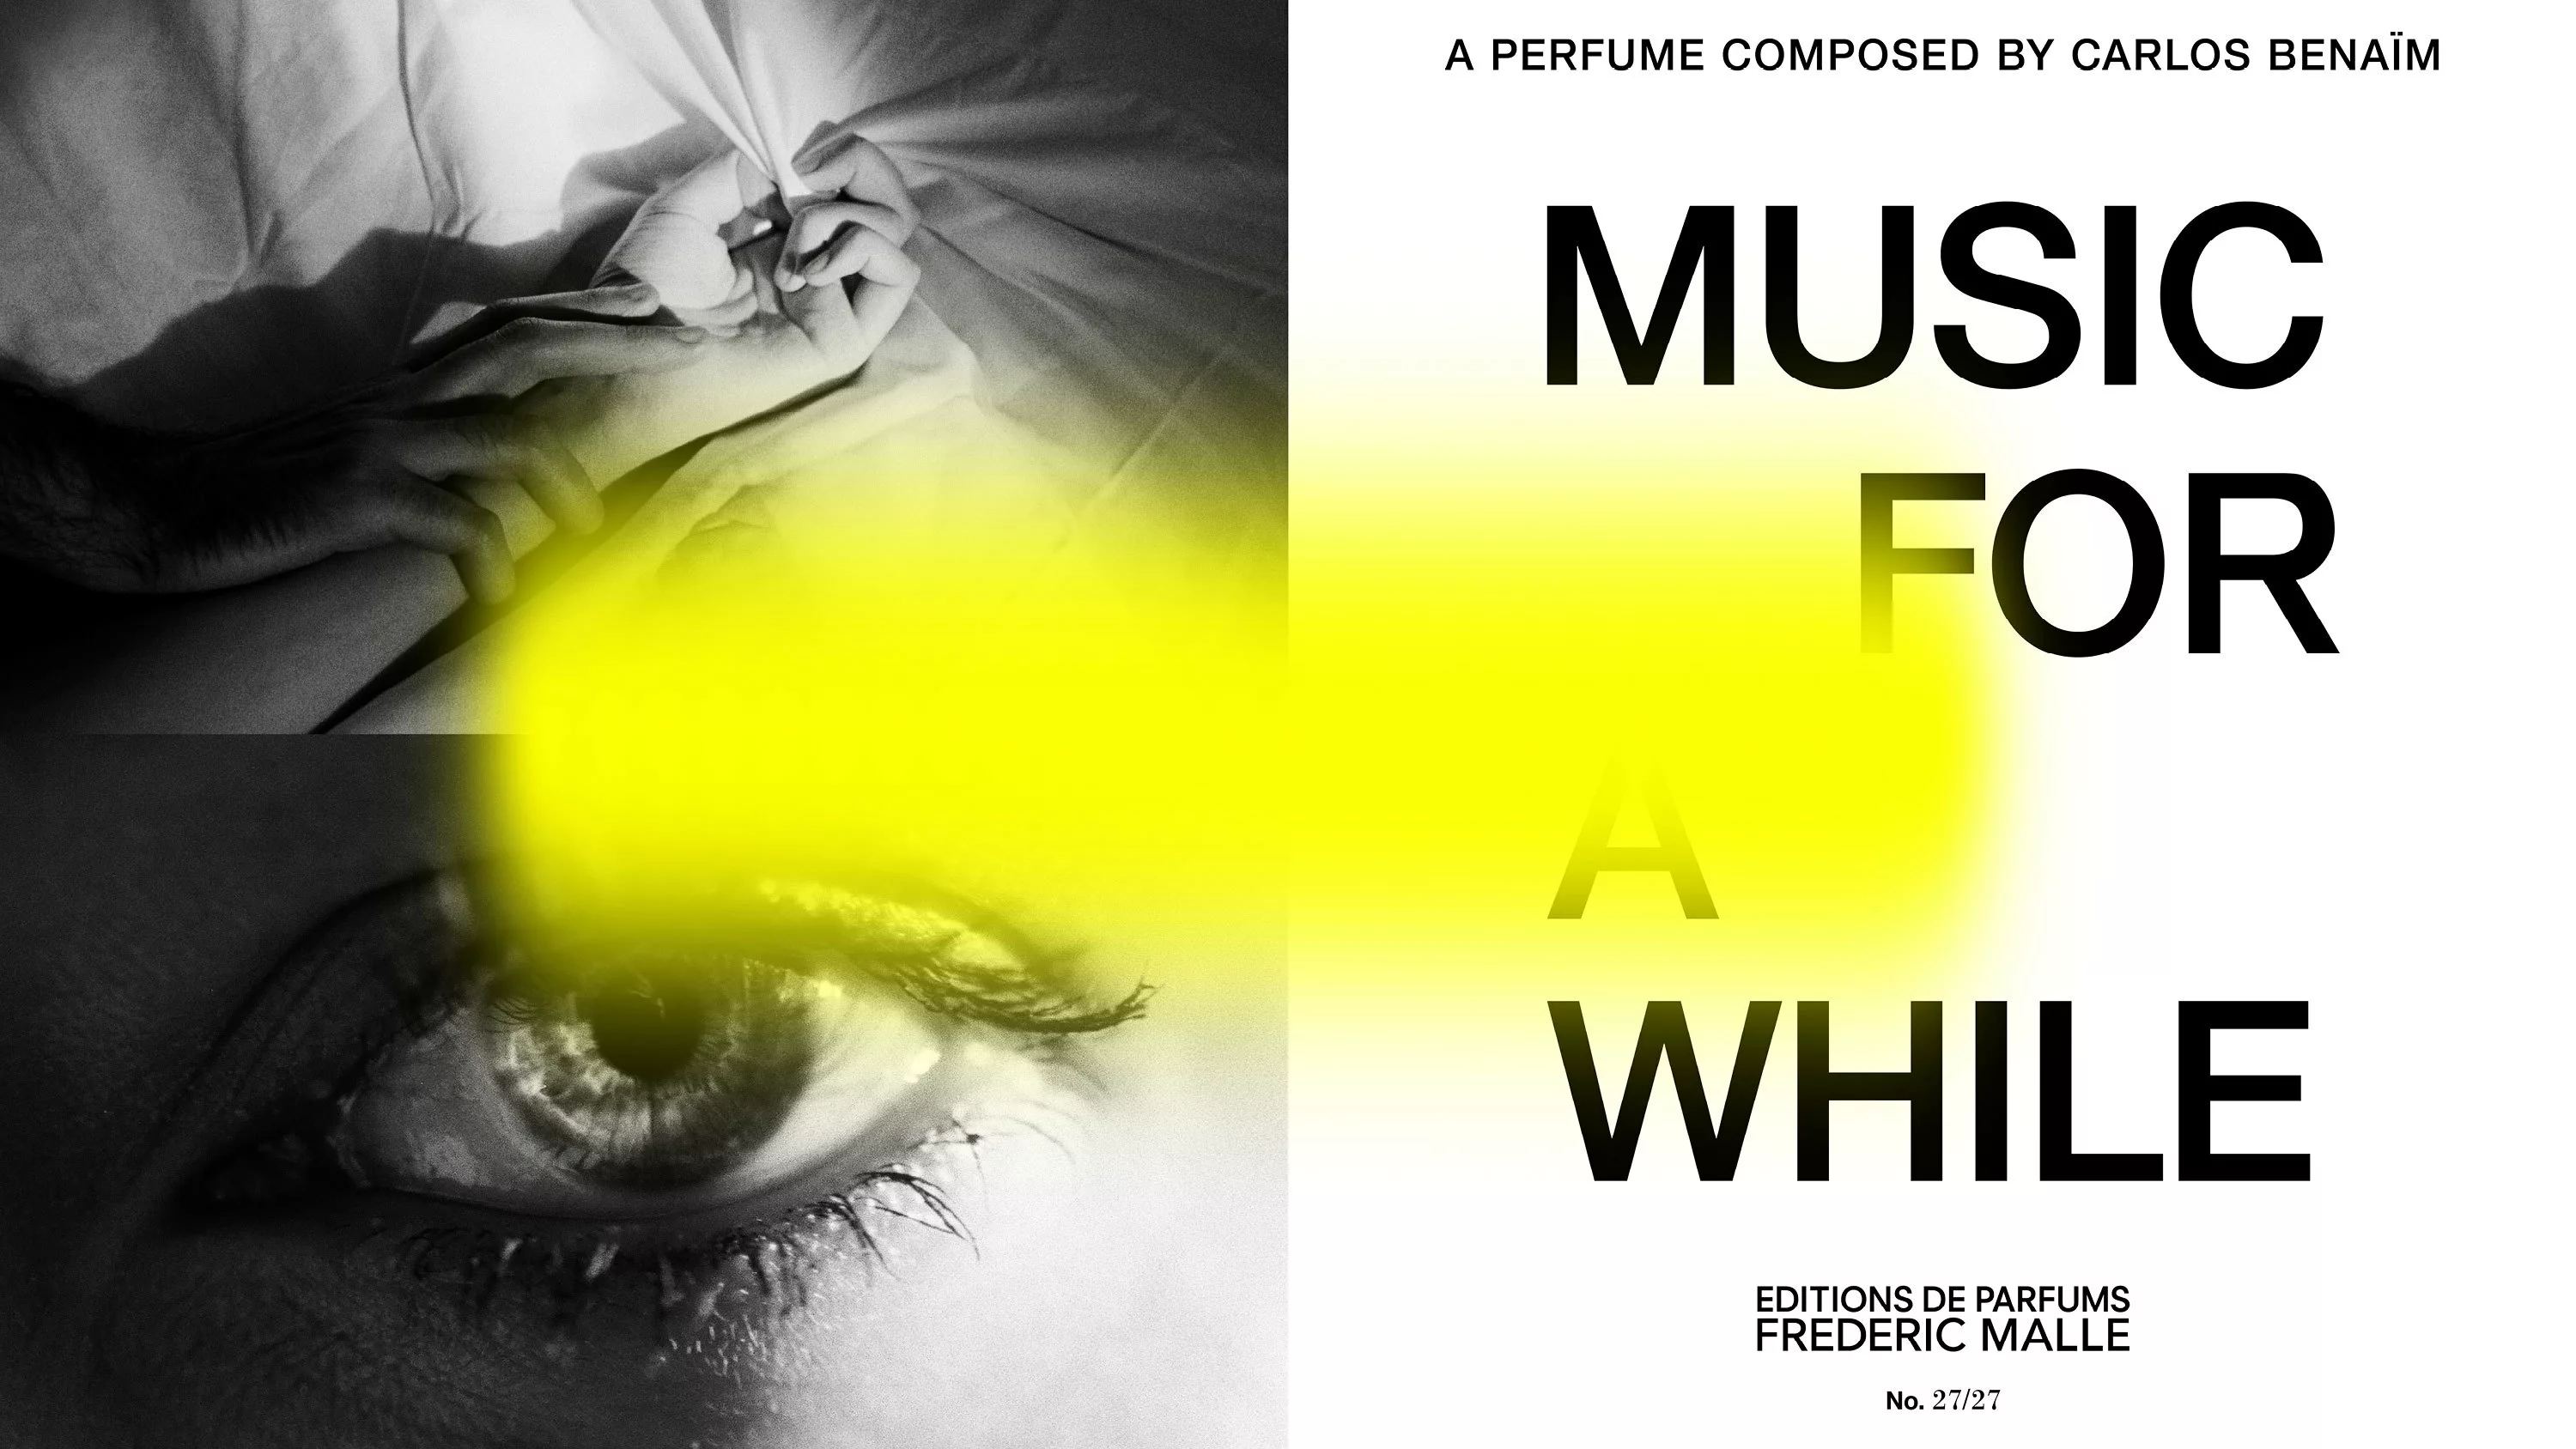 A PERFUME COMPOSED BY CARLOS BENAÏM
MUSIC
FOR
A
WHILE
EDITIONS DE PARFUMS
FREDERIC MALLE
No. 27/27